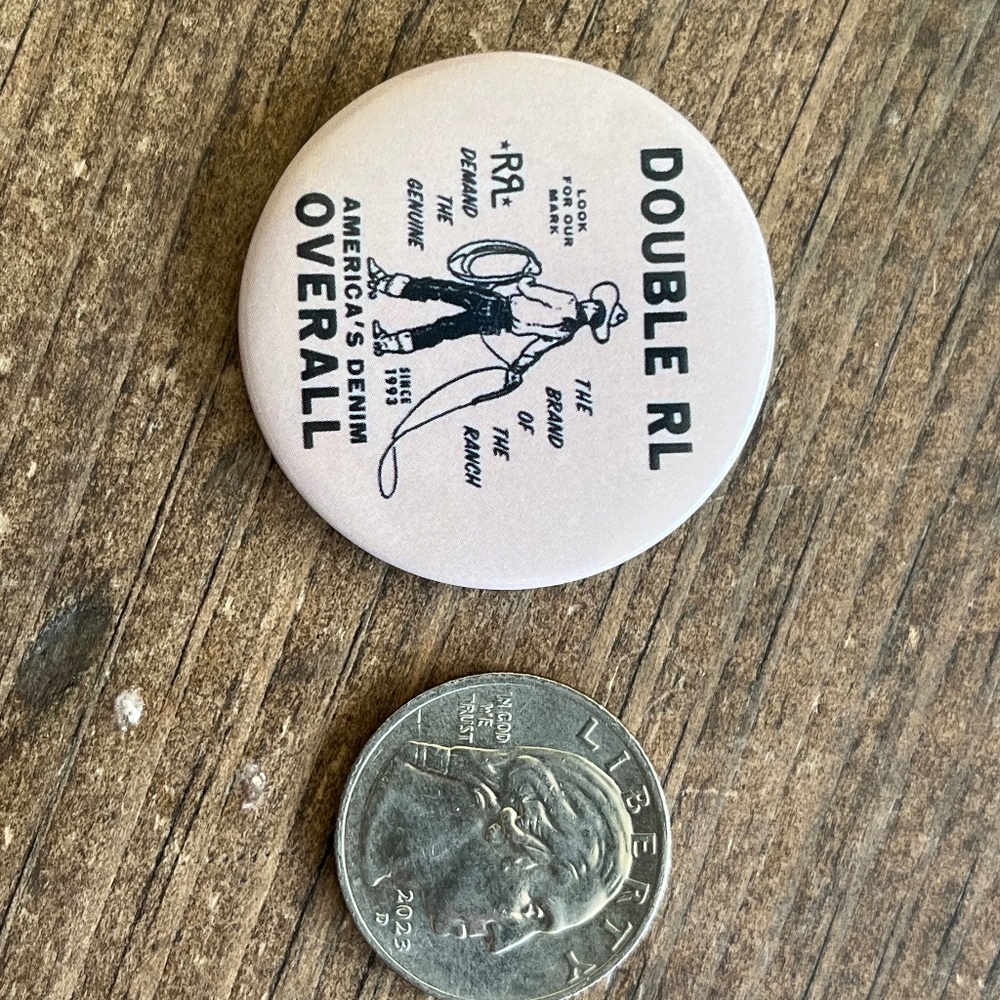 DOUBLE RL
LOOK
FOR OUR
MARK
RRL
DEMAND
THE
GENUINE
THE
BRAND
OF
THE
RANCH
SINCE
1993
AMERICA'S DENIM
OVERALL
LIBERTY
IN GOD
WE
TRUST
2023
D